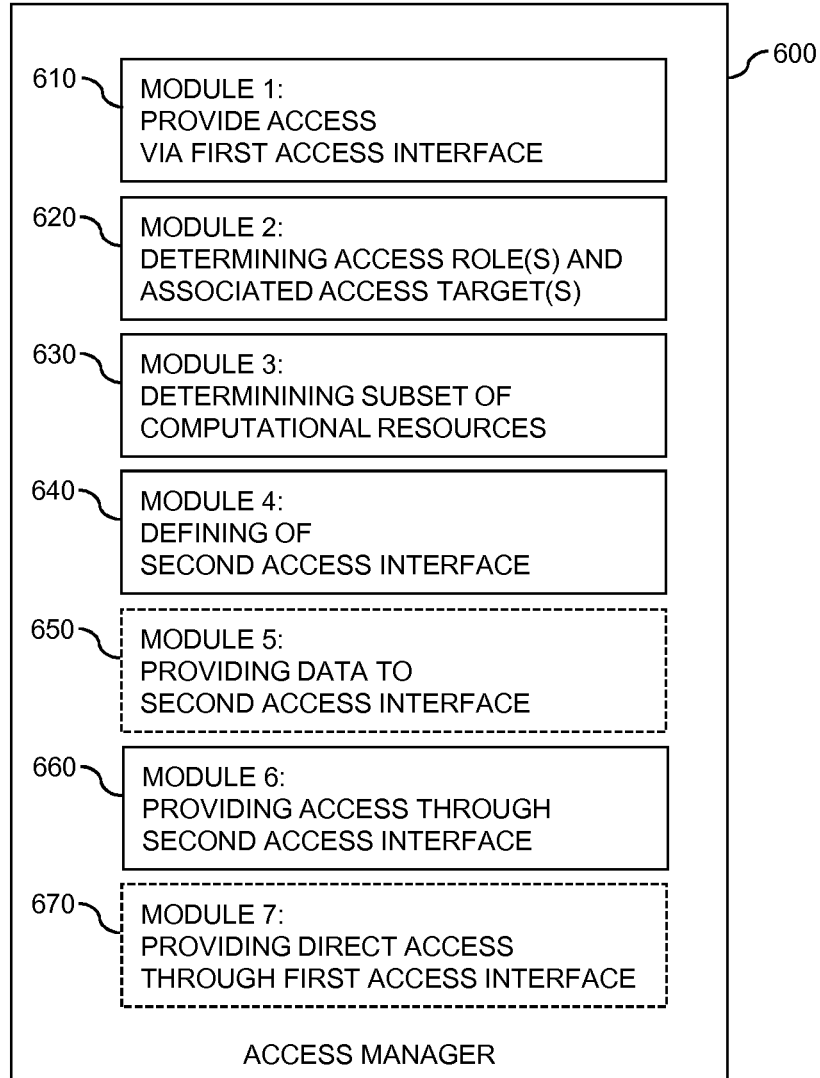 600
610
MODULE 1:
PROVIDE ACCESS
VIA FIRST ACCESS INTERFACE
620
MODULE 2:
DETERMINING ACCESS ROLE(S) AND
ASSOCIATED ACCESS TARGET(S)
630
MODULE 3:
DETERMININING SUBSET OF
COMPUTATIONAL RESOURCES
640
MODULE 4:
DEFINING OF
SECOND ACCESS INTERFACE
650
MODULE 5:
PROVIDING DATA TO
SECOND ACCESS INTERFACE
660
MODULE 6:
PROVIDING ACCESS THROUGH
SECOND ACCESS INTERFACE
670
MODULE 7:
PROVIDING DIRECT ACCESS
THROUGH FIRST ACCESS INTERFACE
ACCESS MANAGER